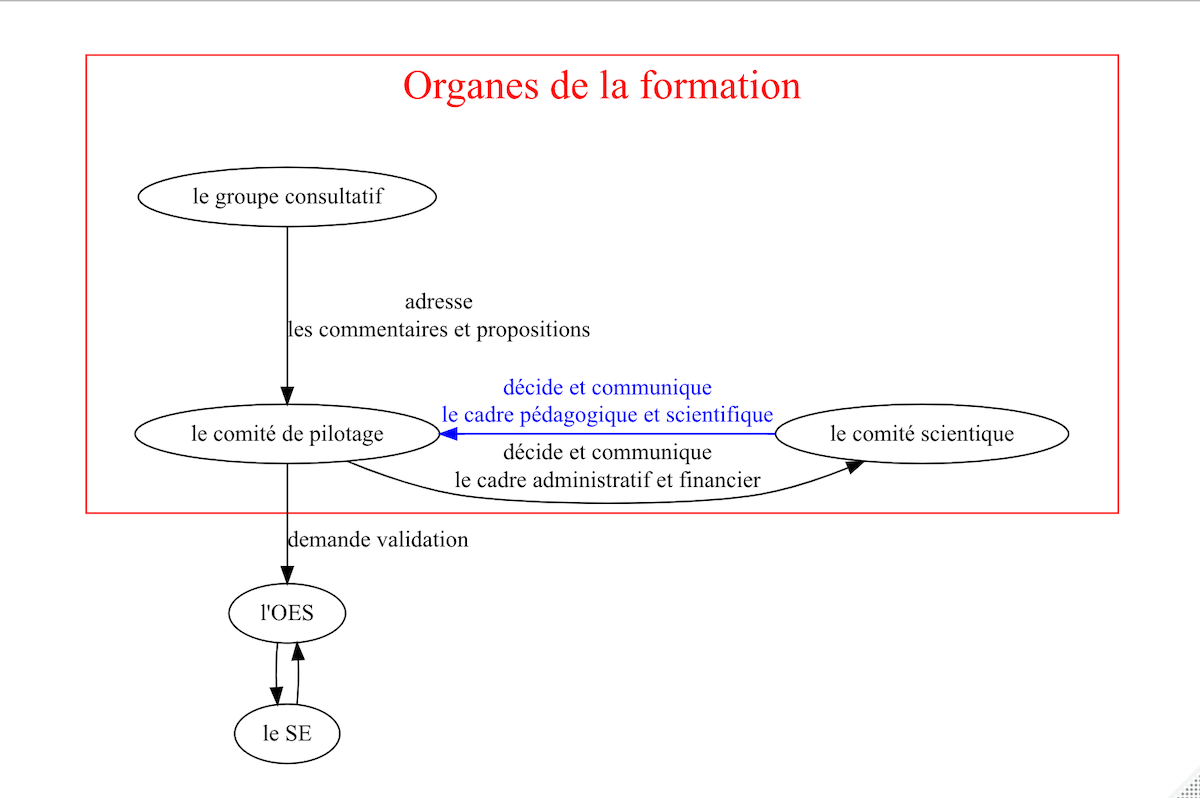 Organes de la formation
le groupe consultatif
adresse
les commentaires et propositions
décide et communique
le cadre pédagogique et scientifique
le comité de pilotage
le comité scientique
décide et communique
le cadre administratif et financier
demande validation
l'OES
le SE